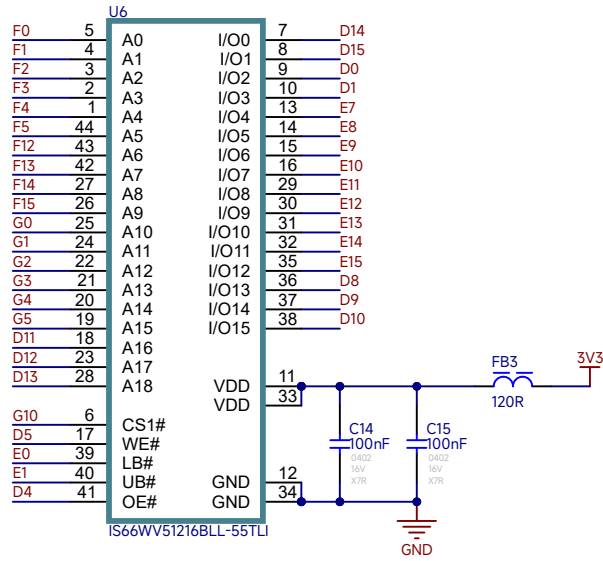 U6
F0 5 A0 I/O0 7 D14
F1 4 A1 I/O1 8 D15
F2 3 A2 I/O2 9 D0
F3 2 A3 I/O3 10 D1
F4 1 A4 I/O4 13 E7
F5 44 A5 I/O5 14 E8
F12 43 A6 I/O6 15 E9
F13 42 A7 I/O7 16 E10
F14 27 A8 I/O8 29 E11
F15 26 A9 I/O9 30 E12
G0 25 A10 I/O10 31 E13
G1 24 A11 I/O11 32 E14
G2 22 A12 I/O12 35 E15
G3 21 A13 I/O13 36 D8
G4 20 A14 I/O14 37 D9
G5 19 A15 I/O15 38 D10
D11 18 A16
D12 23 A17
D13 28 A18 VDD 11
VDD 33
FB3
120R
3V3
G10 6 CS1#
D5 17 WE#
E0 39 LB#
E1 40 UB# GND 12
D4 41 OE# GND 34
C14
100nF
0402
16V
X7R
C15
100nF
0402
16V
X7R
GND
IS66WV51216BLL-55TLI